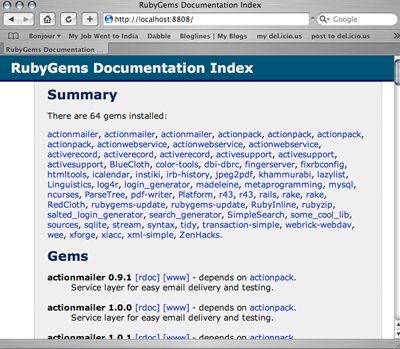 RubyGems Documentation Index
http://localhost:8808/
Google
Bonjour My Job Went to India Dabble Bloglines | My Blogs my del.icio.us post to del.icio.us
RubyGems Documentation ...
RubyGems Documentation Index
Summary
There are 64 gems installed:
actionmailer, actionmailer, actionmailer, actionpack, actionpack, actionpack,
actionpack, actionwebservice, actionwebservice, actionwebservice,
activerecord, activerecord, activerecord, activesupport, activesupport,
activesupport, BlueCloth, color-tools, dbi-dbrc, fingerserver, fixrbconfig,
htmltools, icalendar, instiki, irb-history, jpeg2pdf, khammurabi, lazylist,
Linguistics, log4r, login_generator, madeleine, metaprogramming, mysql,
ncurses, ParseTree, pdf-writer, Platform, r43, r43, rails, rake, rake,
RedCloth, rubygems-update, rubygems-update, RubyInline, rubyzip,
salted_login_generator, search_generator, SimpleSearch, some_cool_lib,
sources, sqlite, stream, syntax, tidy, transaction-simple, webrick-webdav,
wee, xforge, xiacc, xml-simple, ZenHacks.
Gems
actionmailer 0.9.1 [rdoc] [www] - depends on actionpack.
Service layer for easy email delivery and testing.
actionmailer 1.0.0 [rdoc] [www] - depends on actionpack.
Service layer for easy email delivery and testing.
actionmailer 1.0.1 [rdoc] [www] - depends on actionpack.